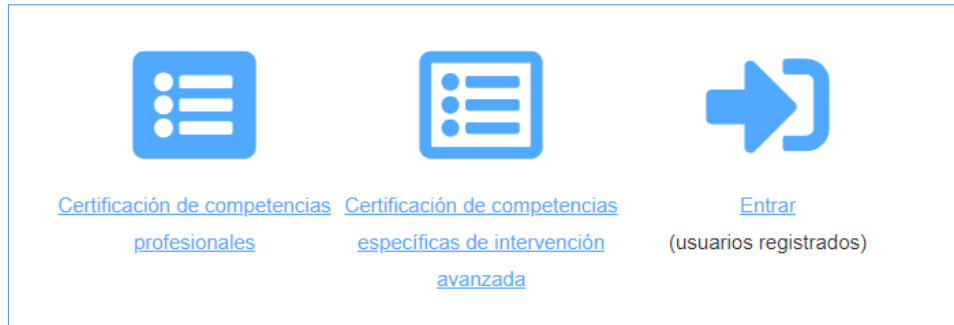 Certificación de competencias
profesionales
Certificación de competencias
específicas de intervención
avanzada
Entrar
(usuarios registrados)